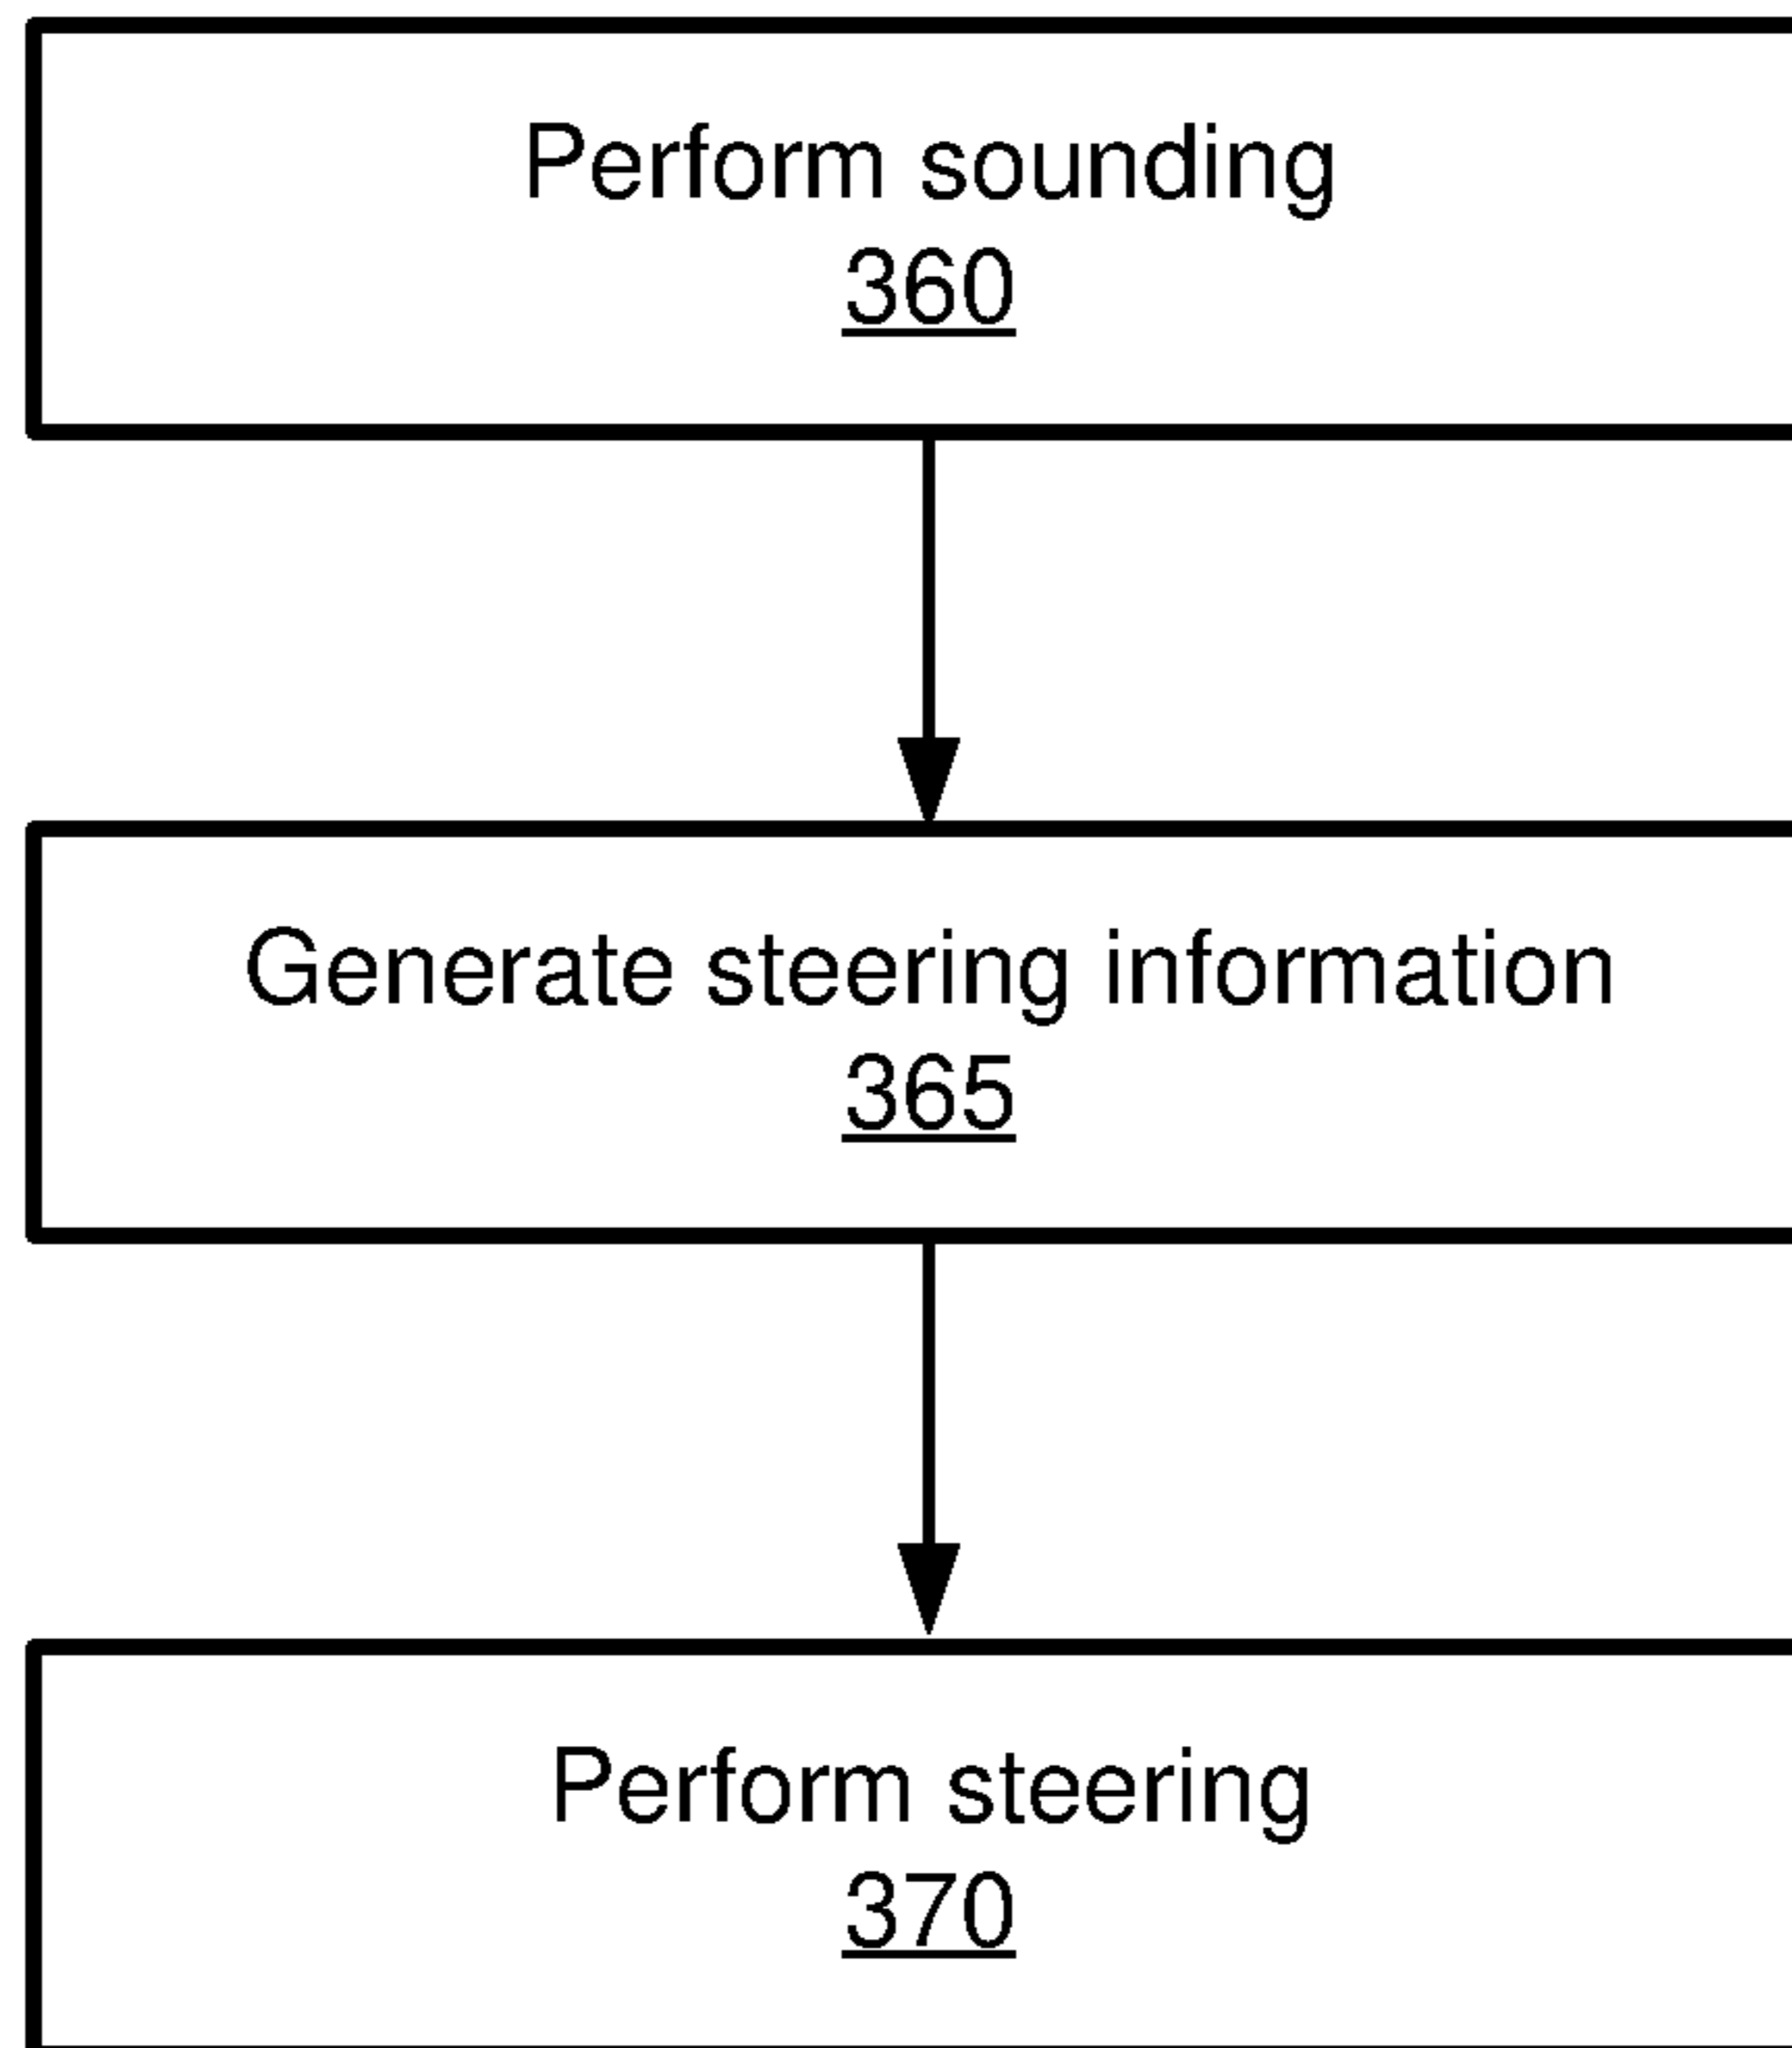 Perform sounding
360
Generate steering information
365
Perform steering
370